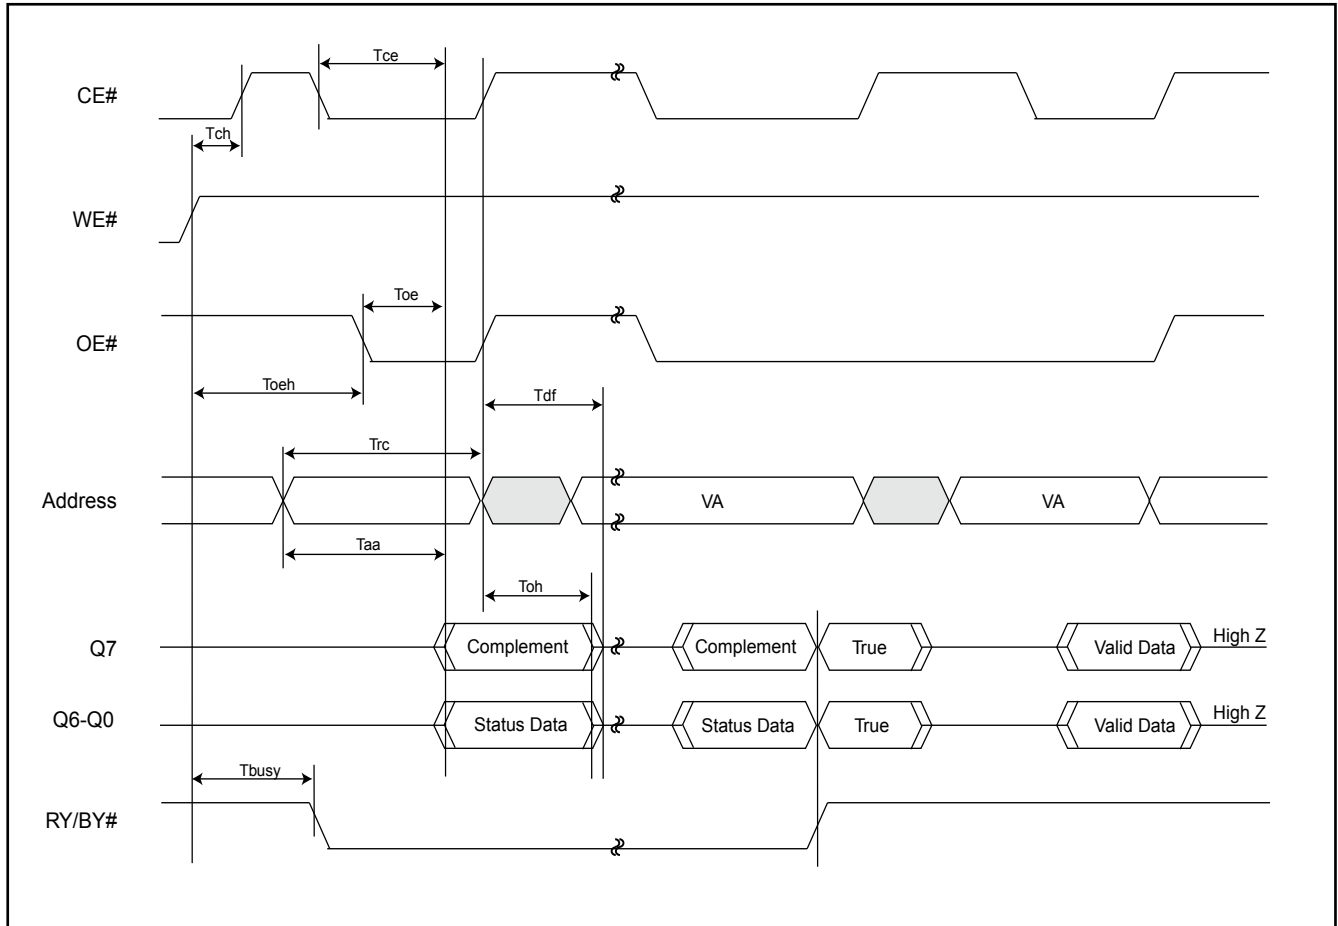 Tce
CE#
Tch
WE#
Toe
OE#
Toeh
Tdf
Trc
Address
VA
VA
Taa
Toh
Q7
Complement
Complement
True
Valid Data
High Z
Q6-Q0
Status Data
Status Data
True
Valid Data
High Z
Tbusy
RY/BY#